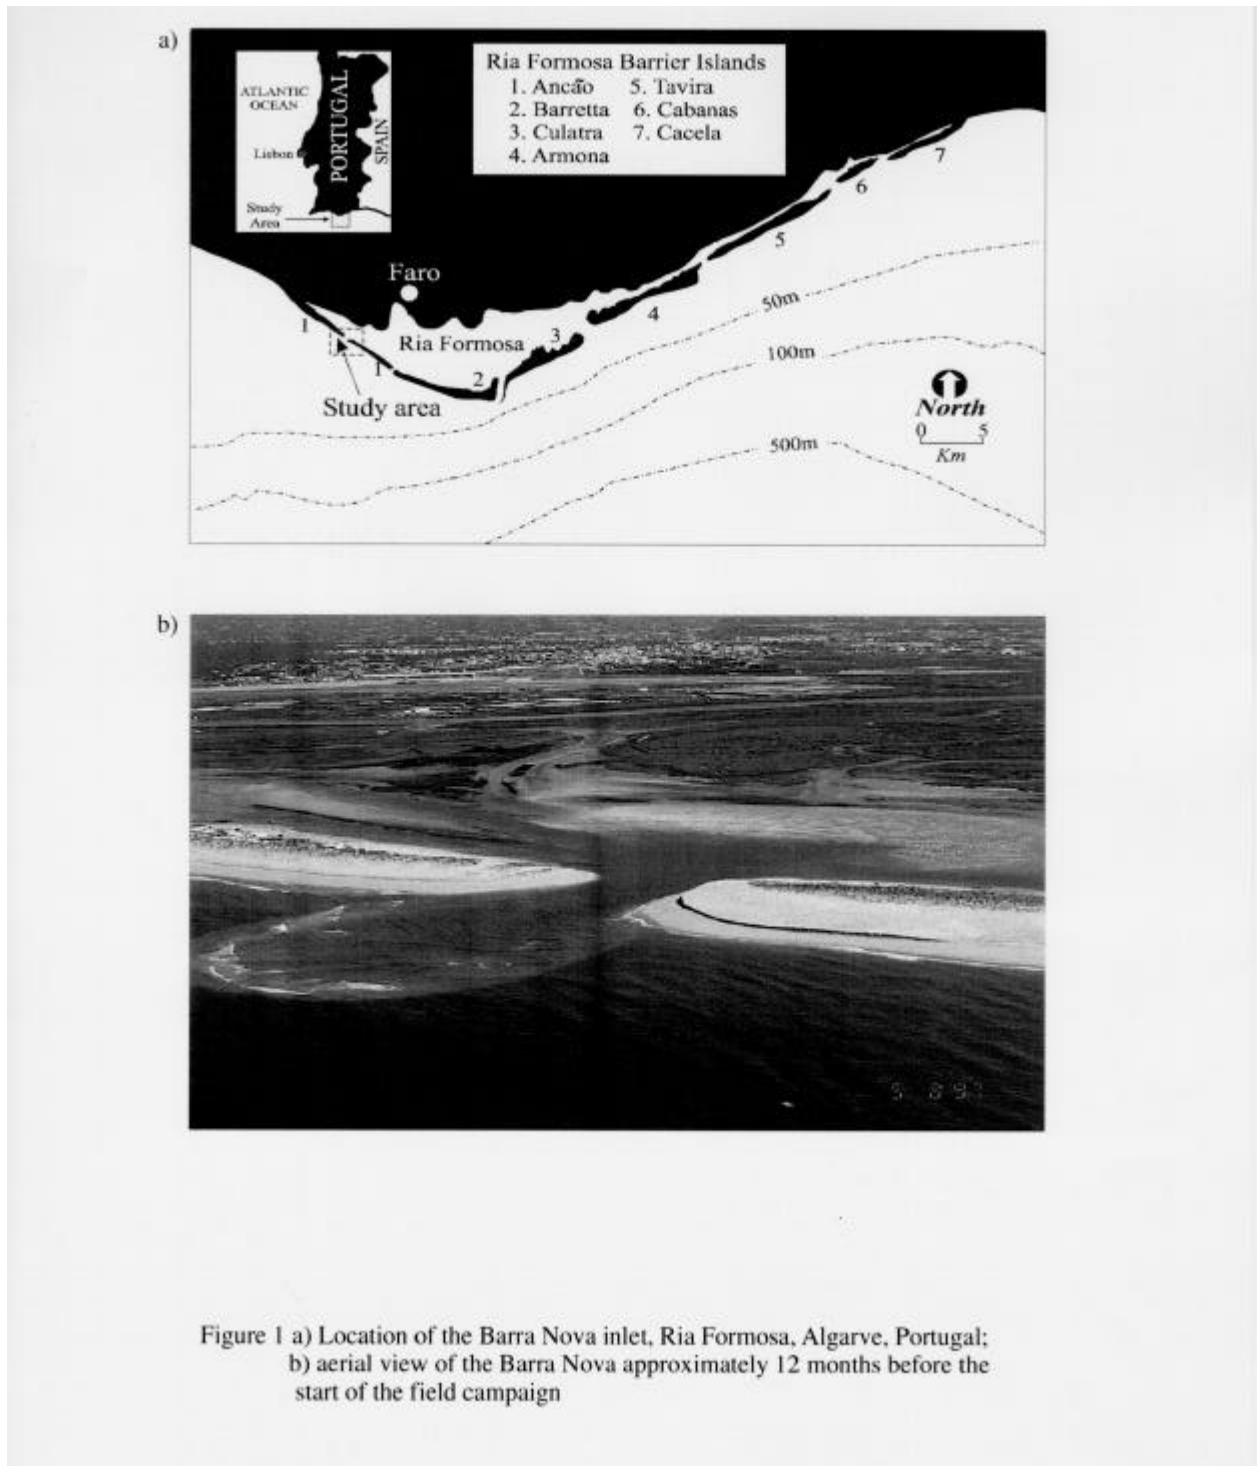 a)
ATLANTIC
OCEAN
PORTUGAL
SPAIN
Lisbon
Study
Area
Ria Formosa Barrier Islands
1. Ancão 5. Tavira
2. Barretta 6. Cabanas
3. Culatra 7. Cacela
4. Armona
7
6
5
Faro
50m
4
1
3
Ria Formosa
100m
1
2
Study area
North
0 5
Km
500m
b)
Figure 1 a) Location of the Barra Nova inlet, Ria Formosa, Algarve, Portugal;
b) aerial view of the Barra Nova approximately 12 months before the
start of the field campaign